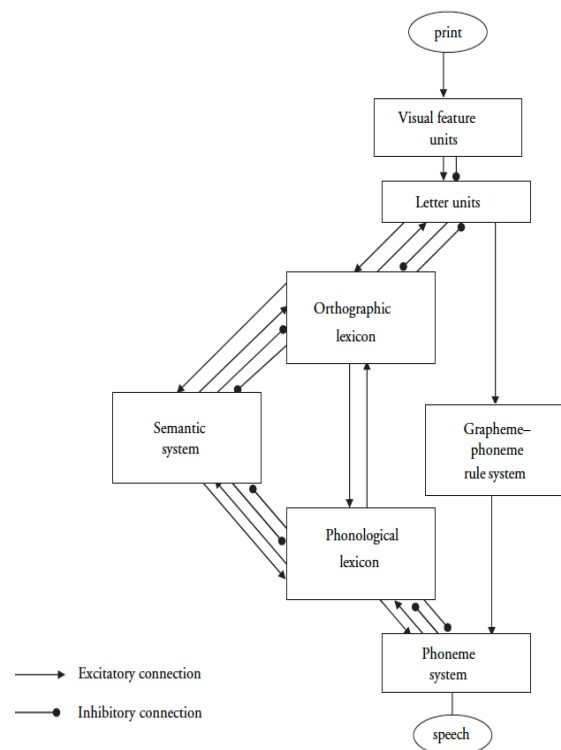 print
Visual feature
units
Letter units
Orthographic
lexicon
Semantic
system
Grapheme–
phoneme
rule system
Phonological
lexicon
Phoneme
system
Excitatory connection
Inhibitory connection
speech